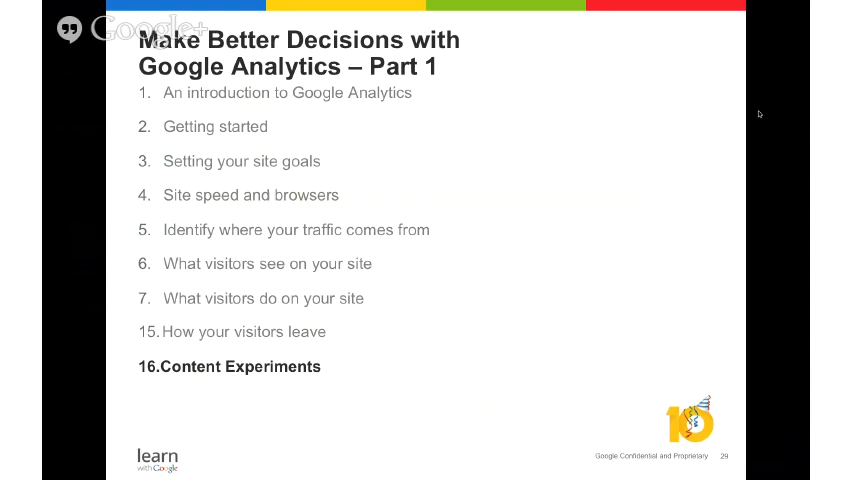 Google+
Make Better Decisions with
Google Analytics – Part 1
1. An introduction to Google Analytics
2. Getting started
3. Setting your site goals
4. Site speed and browsers
5. Identify where your traffic comes from
6. What visitors see on your site
7. What visitors do on your site
15. How your visitors leave
16.Content Experiments
10
learn
with Google
Google Confidential and Proprietary 29